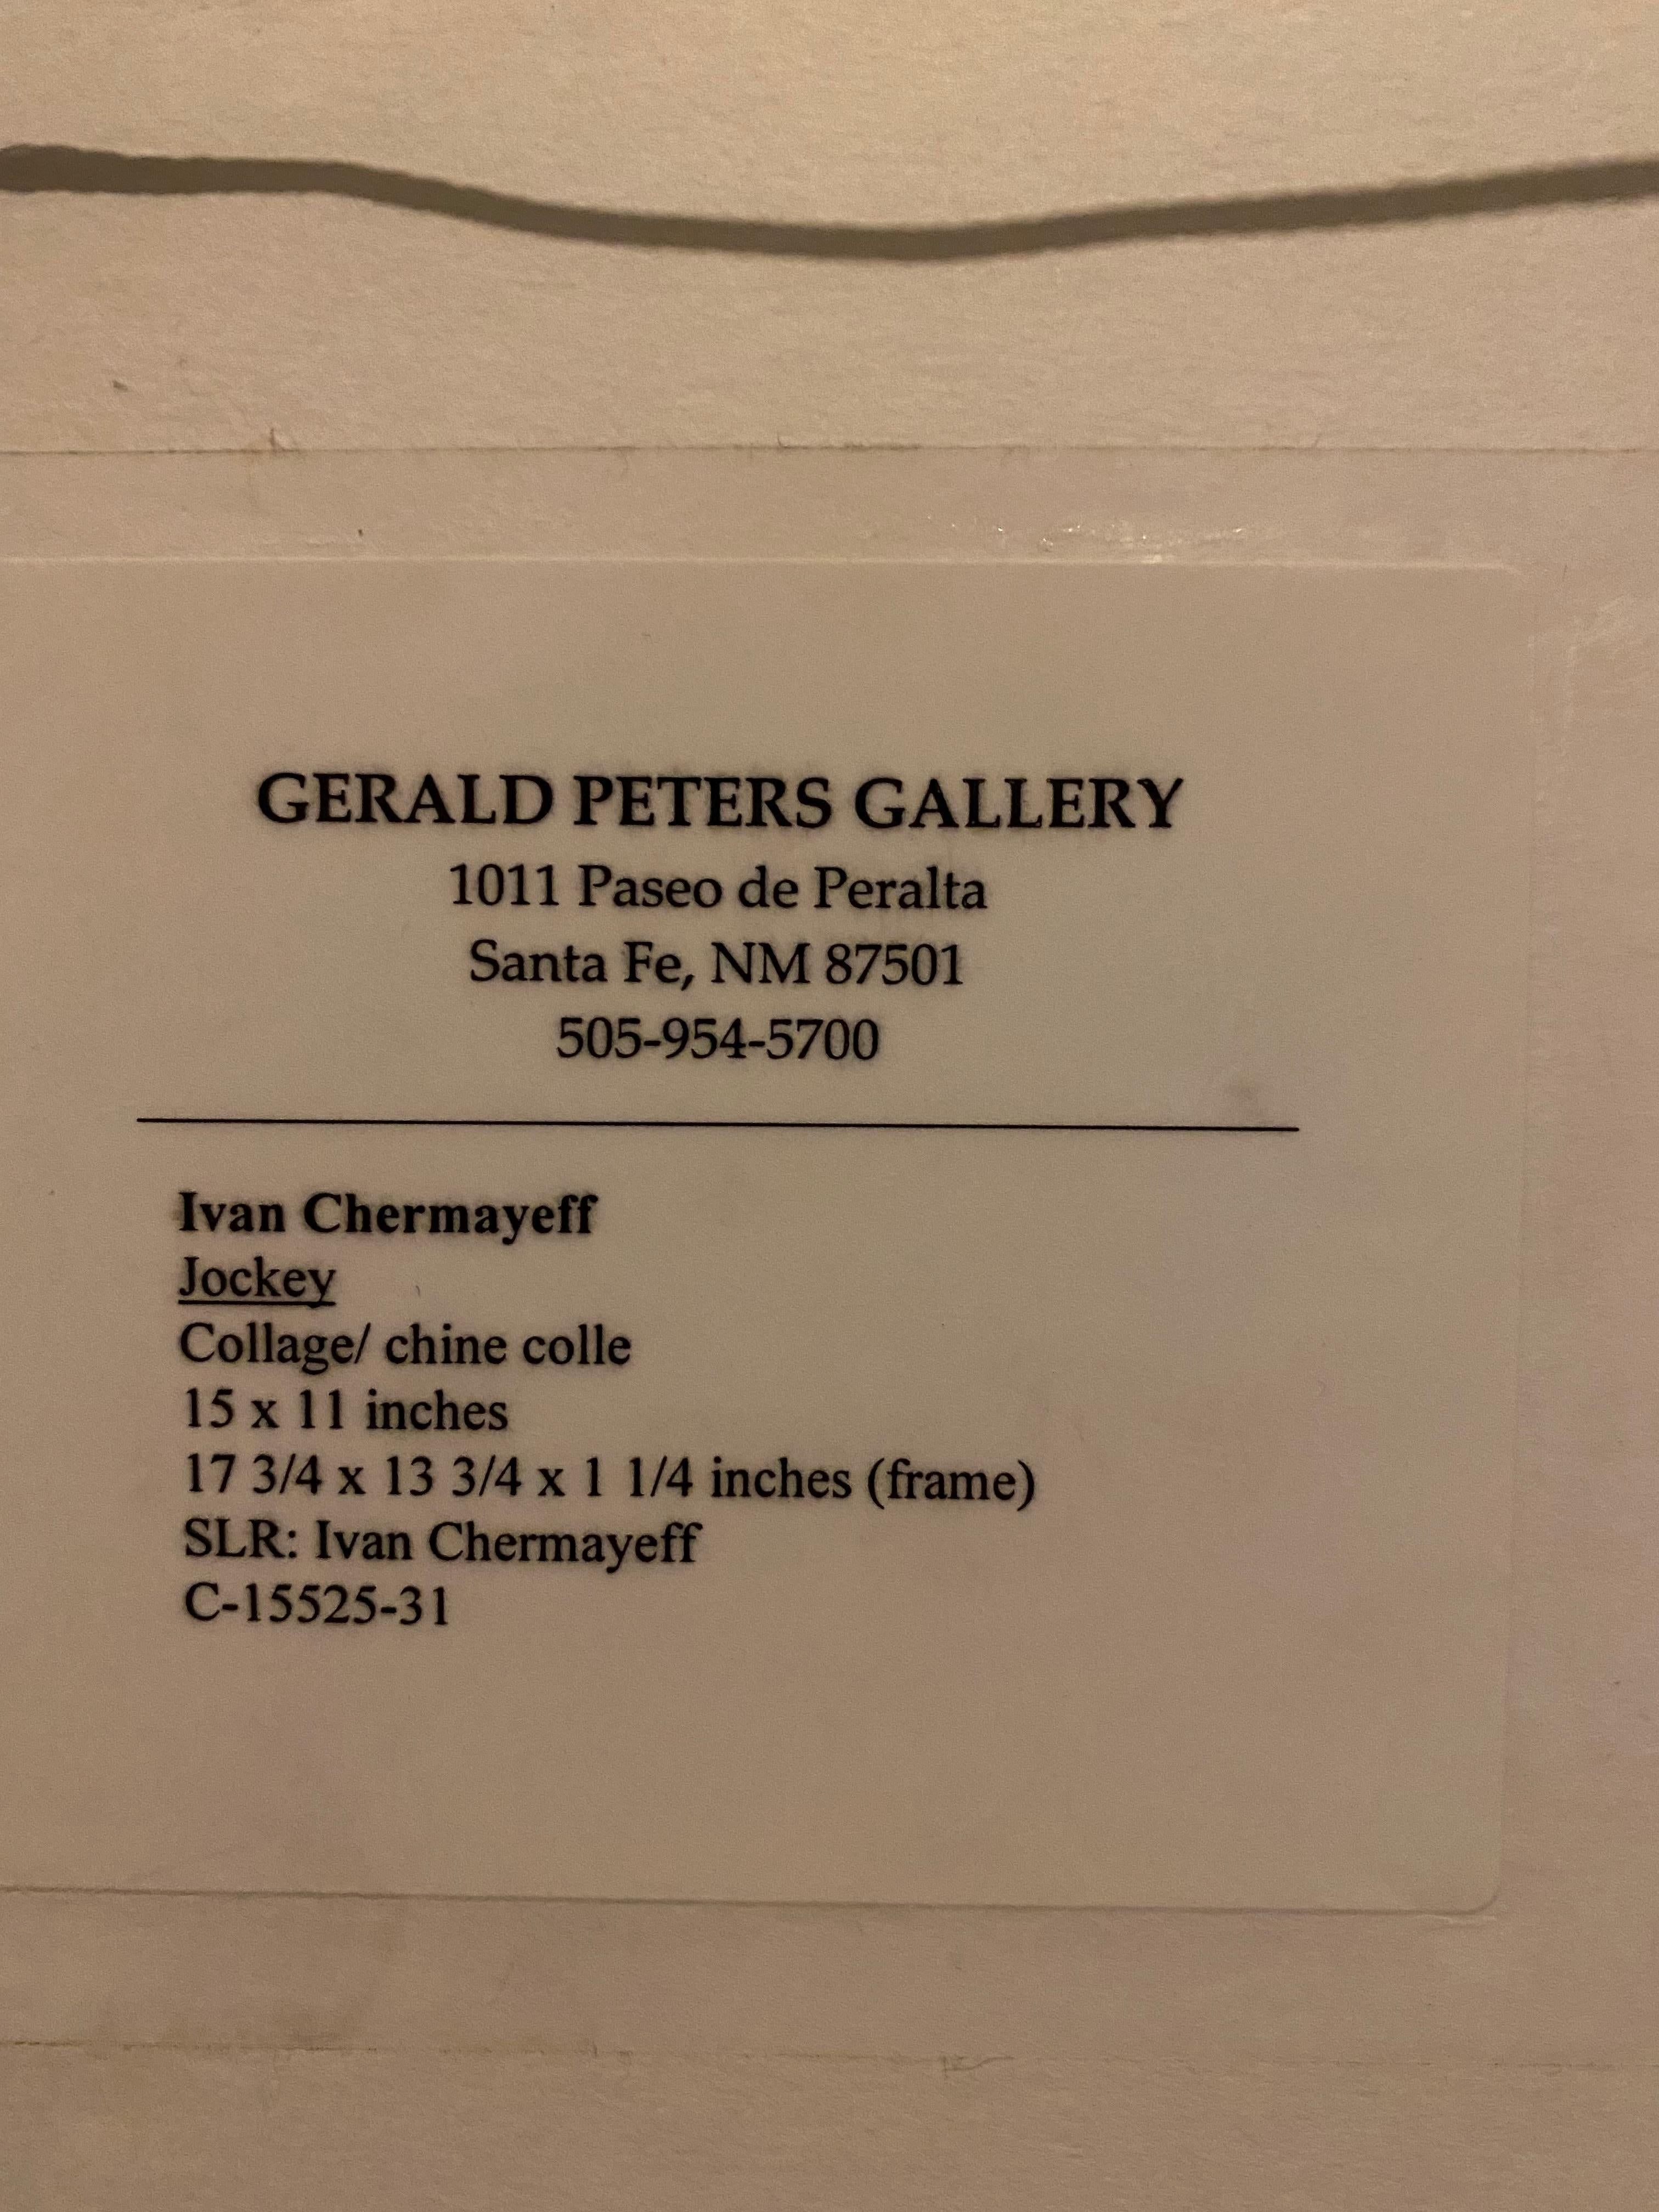 GERALD PETERS GALLERY
1011 Paseo de Peralta
Santa Fe, NM 87501
505-954-5700
Ivan Chermayeff
Jockey
Collage/ chine colle
15 x 11 inches
17 3/4 x 13 3/4 x 1 1/4 inches (frame)
SLR: Ivan Chermayeff
C-15525-31